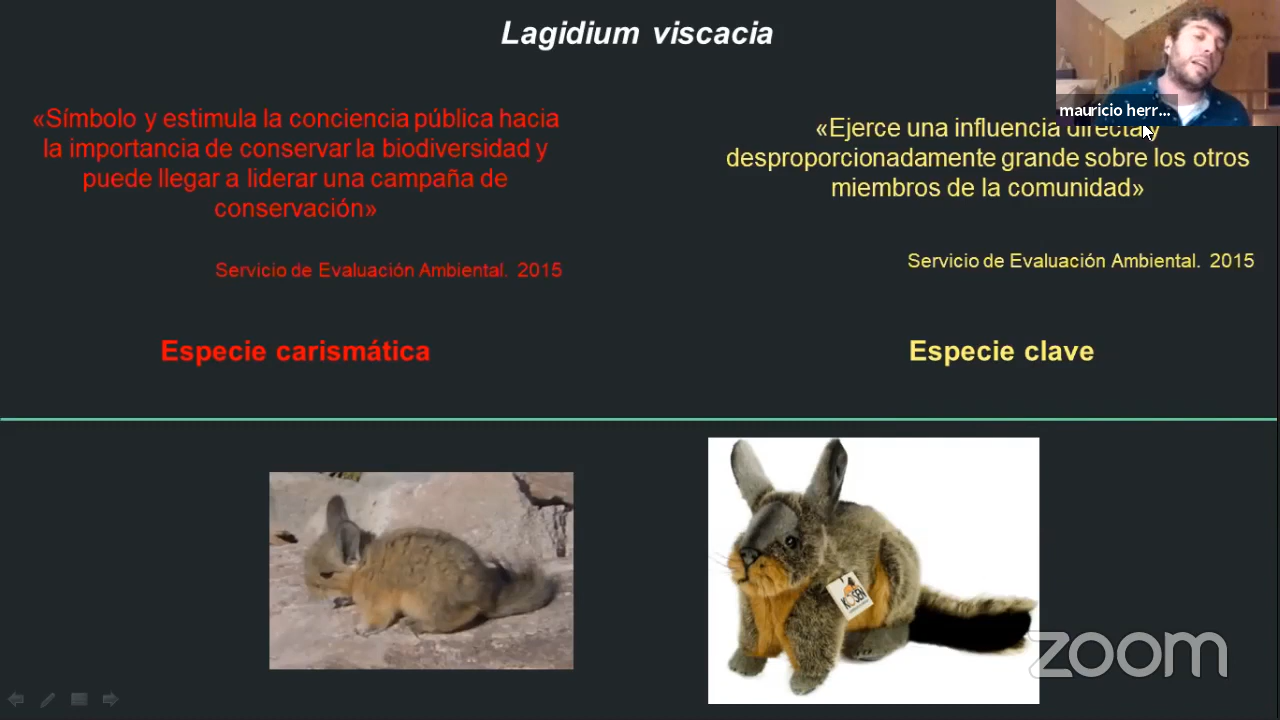 Lagidium viscacia
mauricio herr...
«Símbolo y estimula la conciencia pública hacia
la importancia de conservar la biodiversidad y
puede llegar a liderar una campaña de
conservación»
Servicio de Evaluación Ambiental. 2015
Especie carismática
«Ejerce una influencia directa y
desproporcionadamente grande sobre los otros
miembros de la comunidad»
Servicio de Evaluación Ambiental. 2015
Especie clave
KÖSEN
zoom